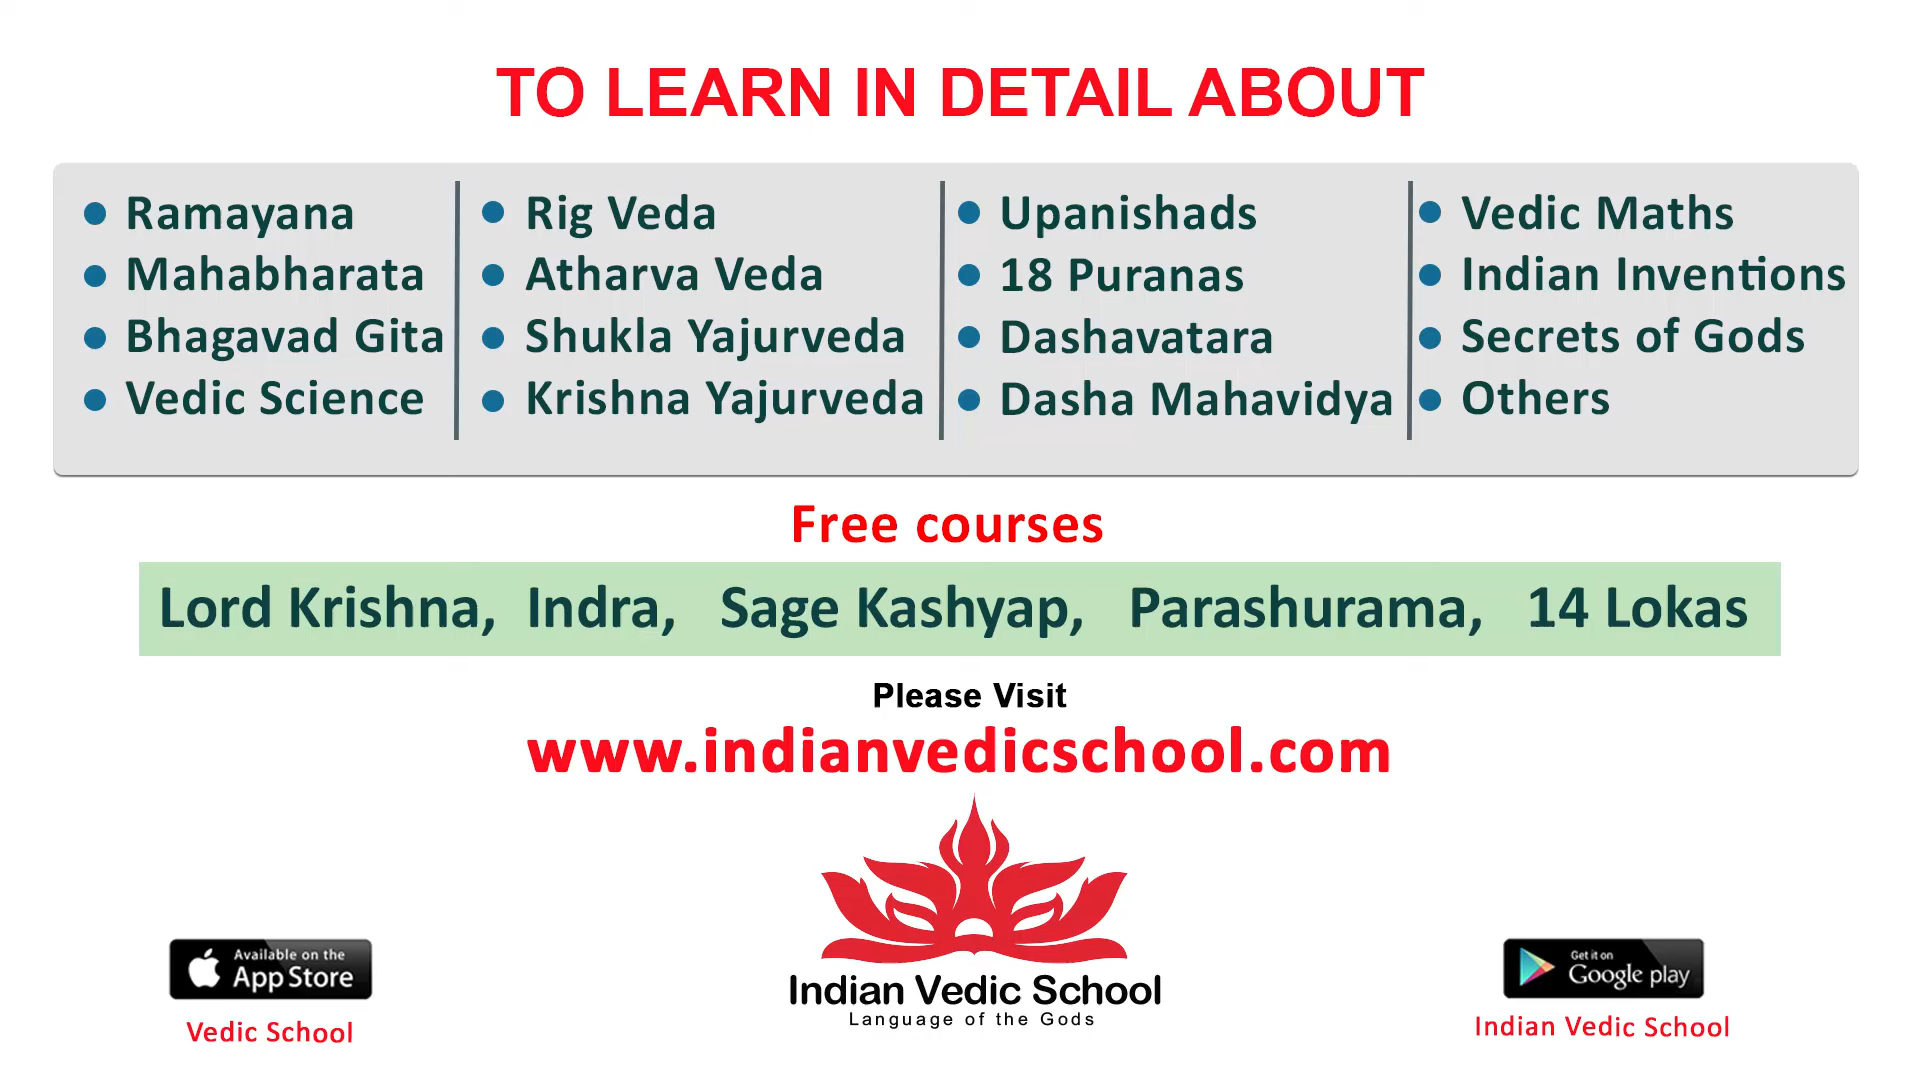 TO LEARN IN DETAIL ABOUT
Ramayana
Mahabharata
Bhagavad Gita
Vedic Science
Rig Veda
Atharva Veda
Shukla Yajurveda
Krishna Yajurveda
Upanishads
18 Puranas
Dashavatara
Dasha Mahavidya
Vedic Maths
Indian Inventions
Secrets of Gods
Others
Free courses
Lord Krishna, Indra, Sage Kashyap, Parashurama, 14 Lokas
Please Visit
www.indianvedicschool.com
Indian Vedic School
Language of the Gods
Available on the
App Store
Vedic School
Get it on
Google play
Indian Vedic School